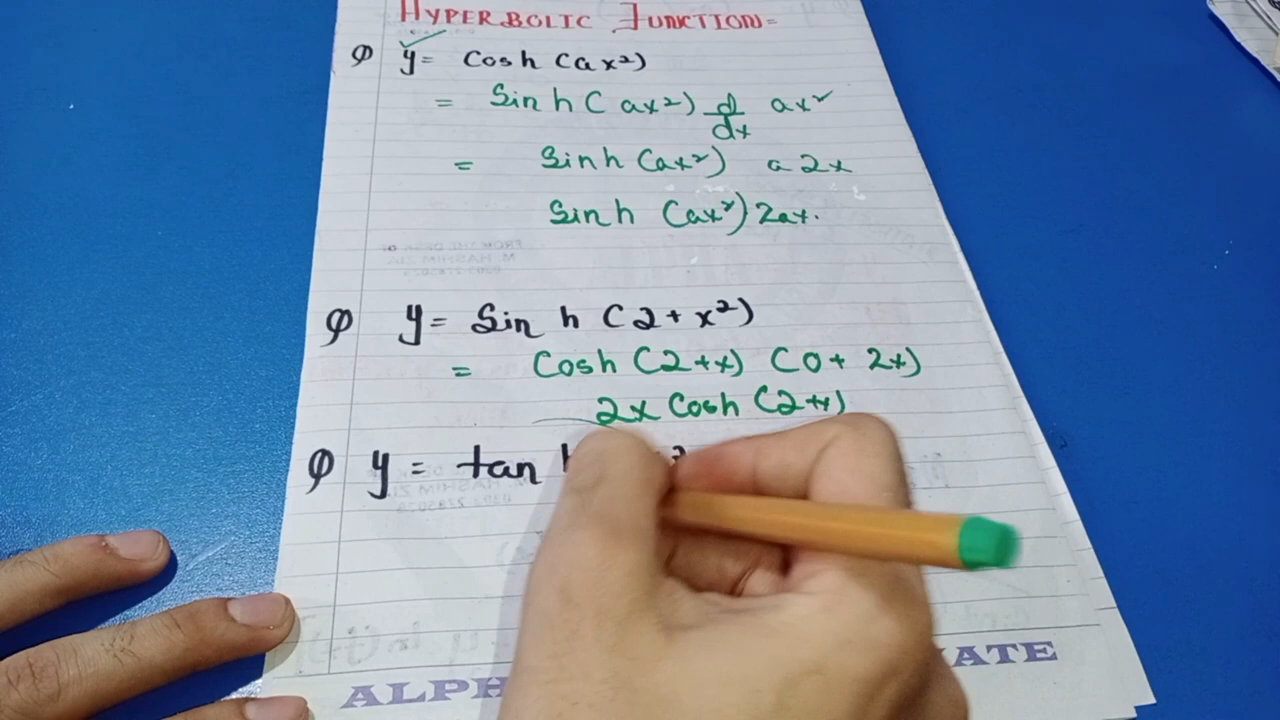 HYPERBOLIC FUNCTION=
Q y= Cosh (ax²)
= Sinh (ax²) d/dx ax²
= Sinh (ax²) a 2x
Sinh (ax²) 2ax.
Q y= Sin h (2+x²)
= Cosh (2+x) (0+2x)
2x Cosh (2+x)
Q y= tan
ALPH